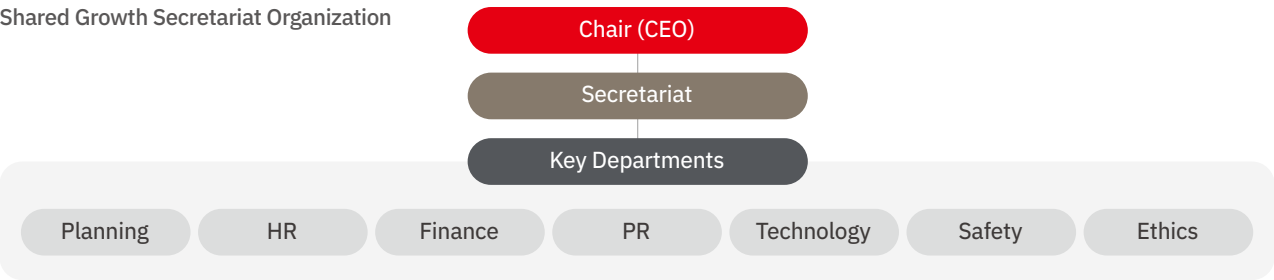 Shared Growth Secretariat Organization
Chair (CEO)
Secretariat
Key Departments
Planning
HR
Finance
PR
Technology
Safety
Ethics